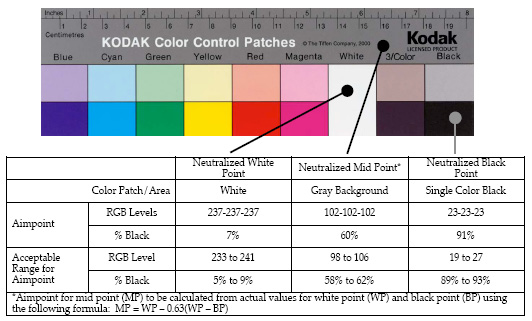 Inches 1 2 3 4 5 6 7 8
Centimetres 1 2 3 4 5 6 7 8 9 10 11 12 13 14 15 16 17 18 19
KODAK Color Control Patches © The Tiffen Company, 2000 Kodak
LICENSED PRODUCT
Blue Cyan Green Yellow Red Magenta White 3/Color Black
Neutralized White Point Neutralized Mid Point* Neutralized Black Point
Color Patch/Area White Gray Background Single Color Black
Aimpoint RGB Levels 237-237-237 102-102-102 23-23-23
% Black 7% 60% 91%
Acceptable Range for Aimpoint RGB Level 233 to 241 98 to 106 19 to 27
% Black 5% to 9% 58% to 62% 89% to 93%
*Aimpoint for mid point (MP) to be calculated from actual values for white point (WP) and black point (BP) using
the following formula: MP = WP – 0.63(WP – BP)